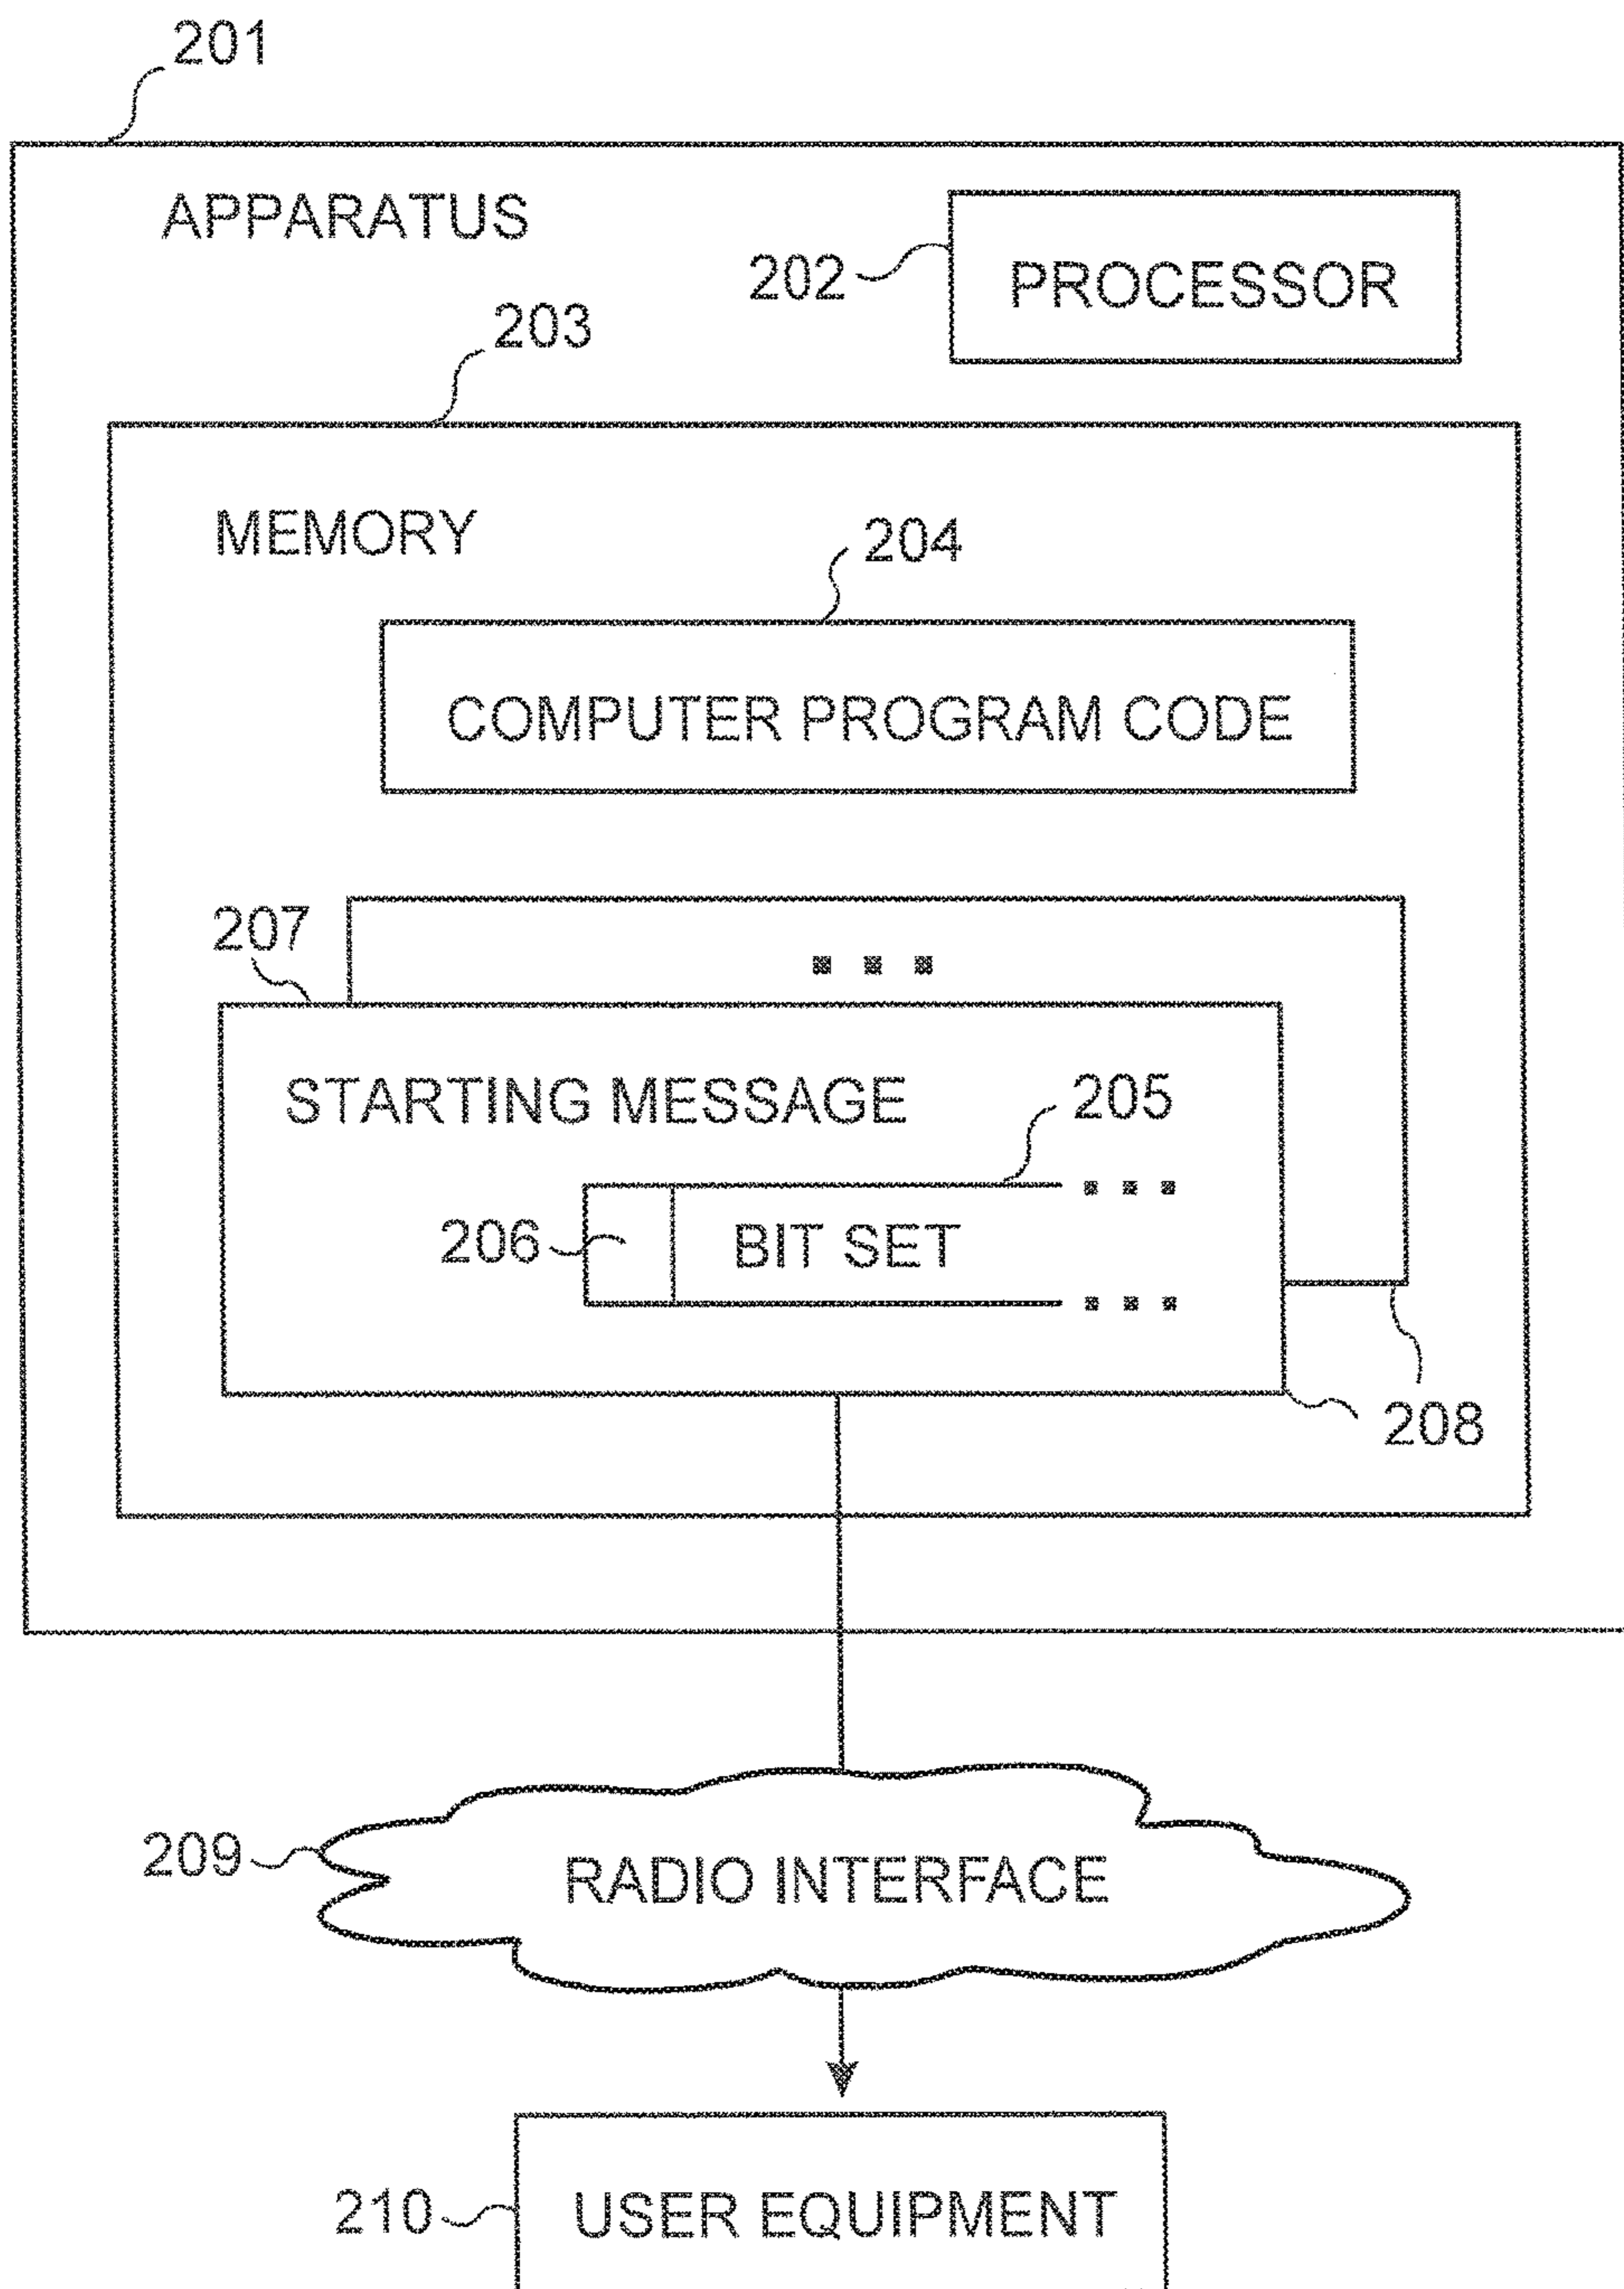 201
APPARATUS
202
PROCESSOR
203
MEMORY
204
COMPUTER PROGRAM CODE
207
STARTING MESSAGE
205
206
BIT SET
208
209
RADIO INTERFACE
210
USER EQUIPMENT